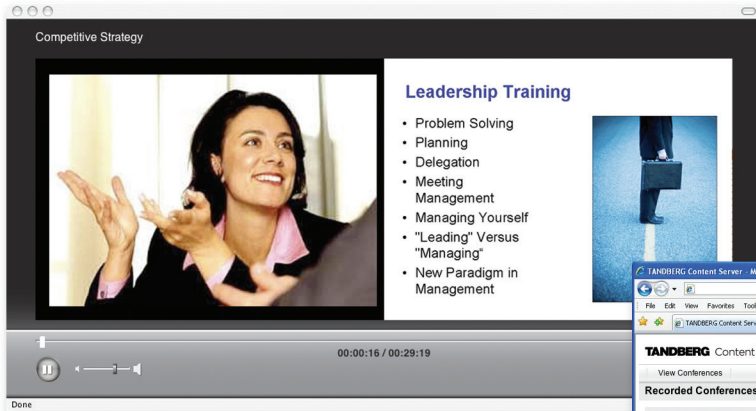 Competitive Strategy
Leadership Training
• Problem Solving
• Planning
• Delegation
• Meeting
Management
• Managing Yourself
• "Leading" Versus
"Managing"
• New Paradigm in
Management
00:00:16 / 00:29:19
Done
TANDBERG Content Server - M
File Edit View Favorites Tool
TANDBERG Content Serv
TANDBERG Content
View Conferences
Recorded Conferences